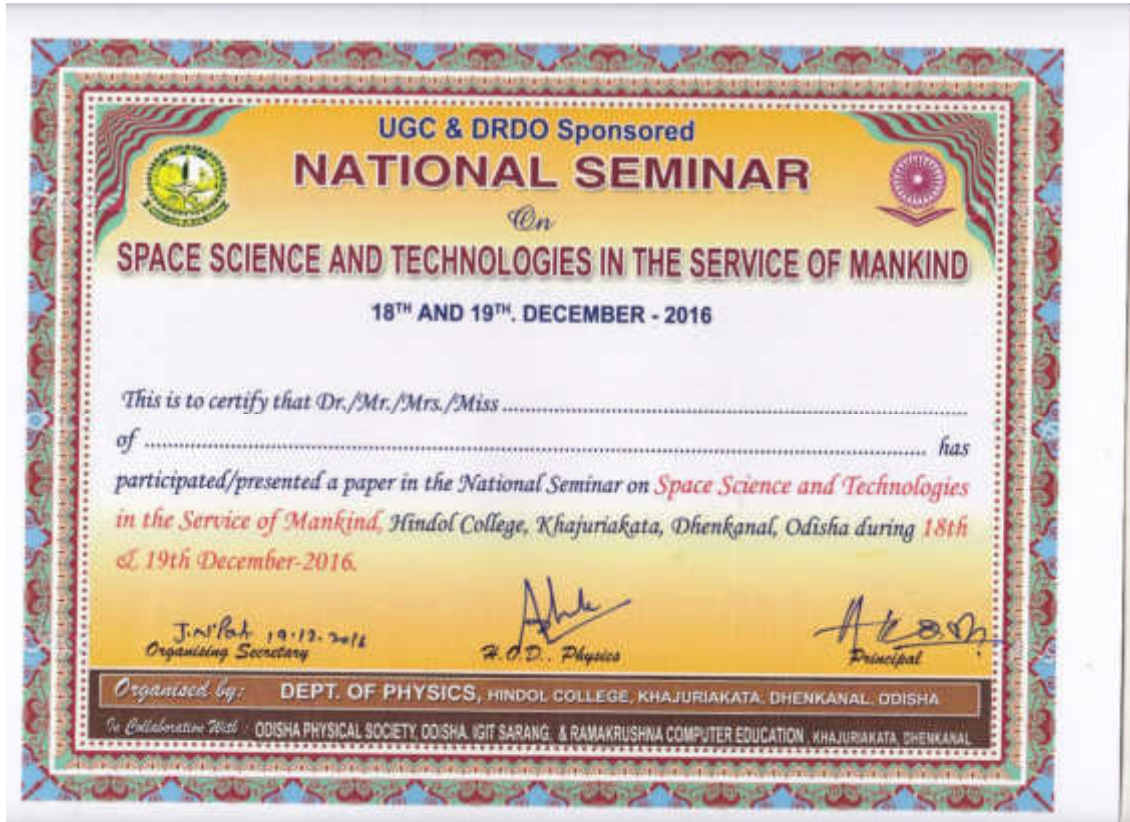 UGC & DRDO Sponsored
NATIONAL SEMINAR
On
SPACE SCIENCE AND TECHNOLOGIES IN THE SERVICE OF MANKIND
18TH AND 19TH. DECEMBER - 2016
This is to certify that Dr./Mr./Mrs./Miss ..........................................................
of .......................................................................................... has
participated/presented a paper in the National Seminar on Space Science and Technologies
in the Service of Mankind, Hindol College, Khajuriakata, Dhenkanal, Odisha during 18th
& 19th December-2016.
19.12.2016
Organising Secretary
H.O.D., Physics
Principal
Organised by: DEPT. OF PHYSICS, HINDOL COLLEGE, KHAJURIAKATA, DHENKANAL, ODISHA
In Collaboration With : ODISHA PHYSICAL SOCIETY, ODISHA, IGIT SARANG, & RAMAKRUSHNA COMPUTER EDUCATION, KHAJURIAKATA, DHENKANAL